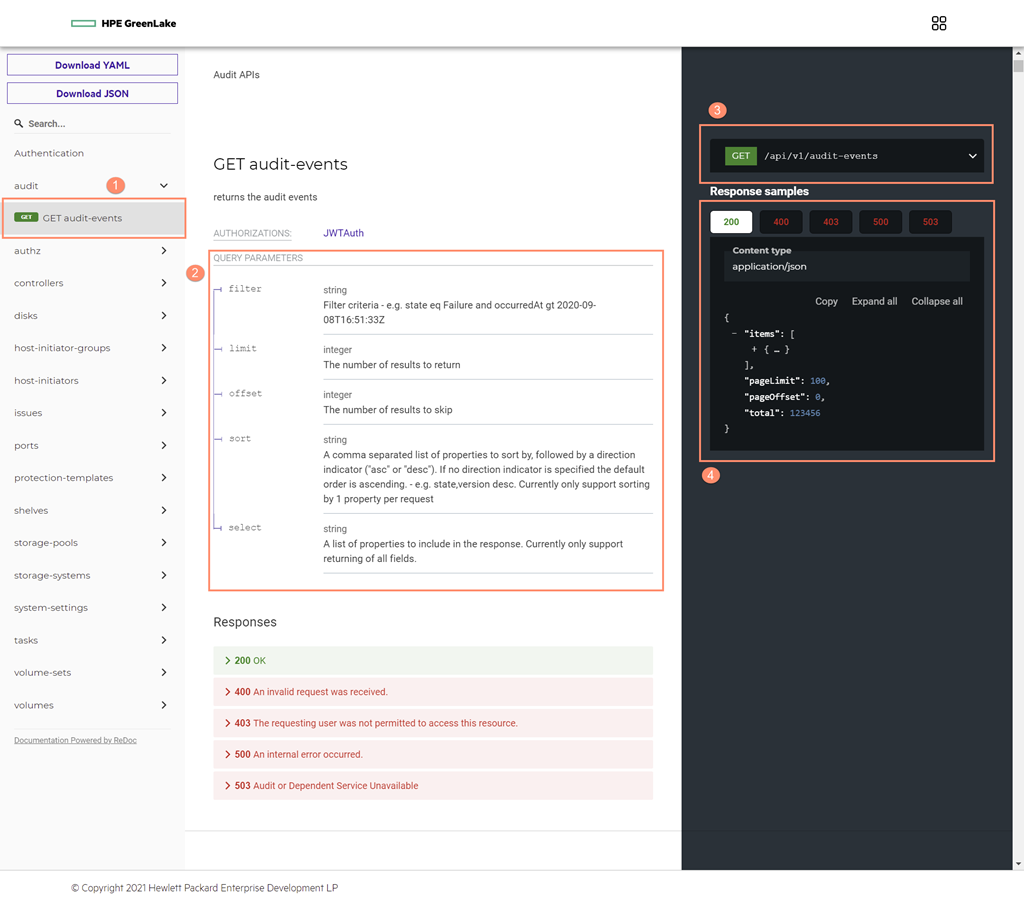 HPE GreenLake
Download YAML
Download JSON
Search...
Authentication
audit
1
GET GET audit-events
authz
controllers
disks
host-initiator-groups
host-initiators
issues
ports
protection-templates
shelves
storage-pools
storage-systems
system-settings
tasks
volume-sets
volumes
Documentation Powered by ReDoc
Audit APIs
GET audit-events
returns the audit events
AUTHORIZATIONS: JWTAuth
2
QUERY PARAMETERS
filter
string
Filter criteria - e.g. state eq Failure and occurredAt gt 2020-09-
08T16:51:33Z
limit
integer
The number of results to return
offset
integer
The number of results to skip
sort
string
A comma separated list of properties to sort by, followed by a direction
indicator ("asc" or "desc"). If no direction indicator is specified the default
order is ascending. - e.g. state,version desc. Currently only support sorting
by 1 property per request
select
string
A list of properties to include in the response. Currently only support
returning of all fields.
Responses
200 OK
400 An invalid request was received.
403 The requesting user was not permitted to access this resource.
500 An internal error occurred.
503 Audit or Dependent Service Unavailable
3
GET /api/v1/audit-events
Response samples
200 400 403 500 503
Content type
application/json
Copy Expand all Collapse all
{
− "items": [
+ { … }
],
"pageLimit": 100,
"pageOffset": 0,
"total": 123456
}
4
© Copyright 2021 Hewlett Packard Enterprise Development LP